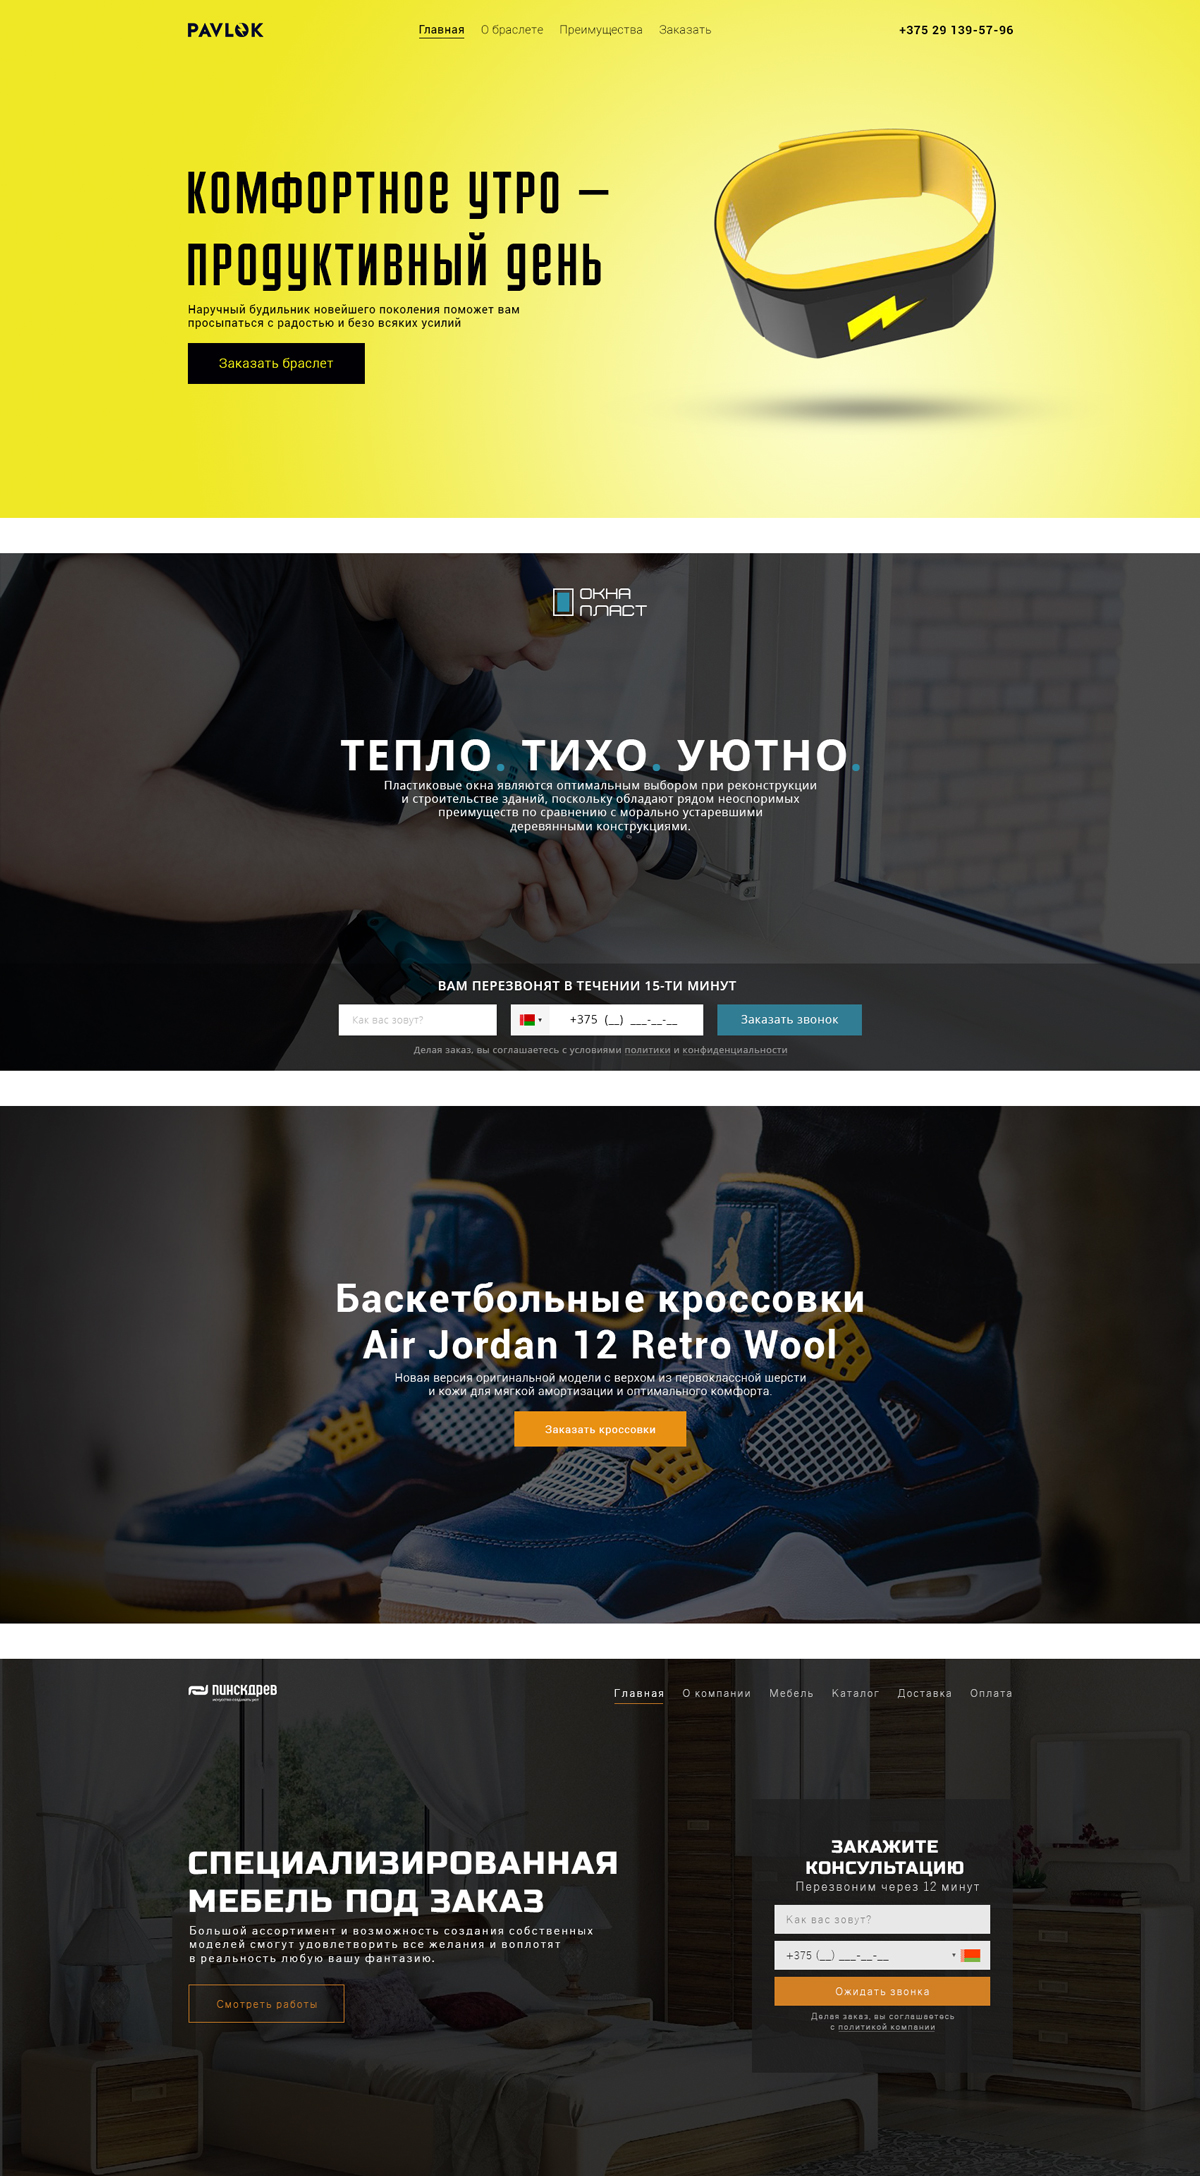 PAVLOK
Главная О браслете Преимущества Заказать
+375 29 139-57-96
КОМФОРТНОЕ УТРО –
ПРОДУКТИВНЫЙ ДЕНЬ
Наручный будильник новейшего поколения поможет вам
просыпаться с радостью и безо всяких усилий
Заказать браслет
ОКНА
ПЛАСТ
ТЕПЛО. ТИХО. УЮТНО.
Пластиковые окна являются оптимальным выбором при реконструкции
и строительстве зданий, поскольку обладают рядом неоспоримых
преимуществ по сравнению с морально устаревшими
деревянными конструкциями.
ВАМ ПЕРЕЗВОНЯТ В ТЕЧЕНИИ 15-ТИ МИНУТ
Как вас зовут?
+375 (__) ___-__-__
Заказать звонок
Делая заказ, вы соглашаетесь с условиями политики и конфиденциальности
Баскетбольные кроссовки
Air Jordan 12 Retro Wool
Новая версия оригинальной модели с верхом из первоклассной шерсти
и кожи для мягкой амортизации и оптимального комфорта.
Заказать кроссовки
ПИНСКДРЕВ
Главная О компании Мебель Каталог Доставка Оплата
СПЕЦИАЛИЗИРОВАННАЯ
МЕБЕЛЬ ПОД ЗАКАЗ
Большой ассортимент и возможность создания собственных
моделей смогут удовлетворить все желания и воплотят
в реальность любую вашу фантазию.
Смотреть работы
ЗАКАЖИТЕ
КОНСУЛЬТАЦИЮ
Перезвоним через 12 минут
Как вас зовут?
+375 (__) ___-__-__
Ожидать звонка
Делая заказ, вы соглашаетесь
с политикой компании